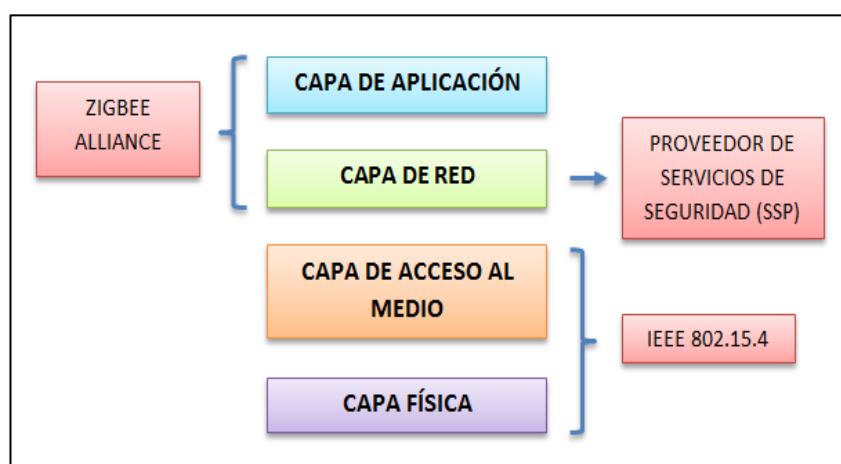 ZIGBEE
ALLIANCE
CAPA DE APLICACIÓN
CAPA DE RED
PROVEEDOR DE
SERVICIOS DE
SEGURIDAD (SSP)
CAPA DE ACCESO AL
MEDIO
IEEE 802.15.4
CAPA FÍSICA